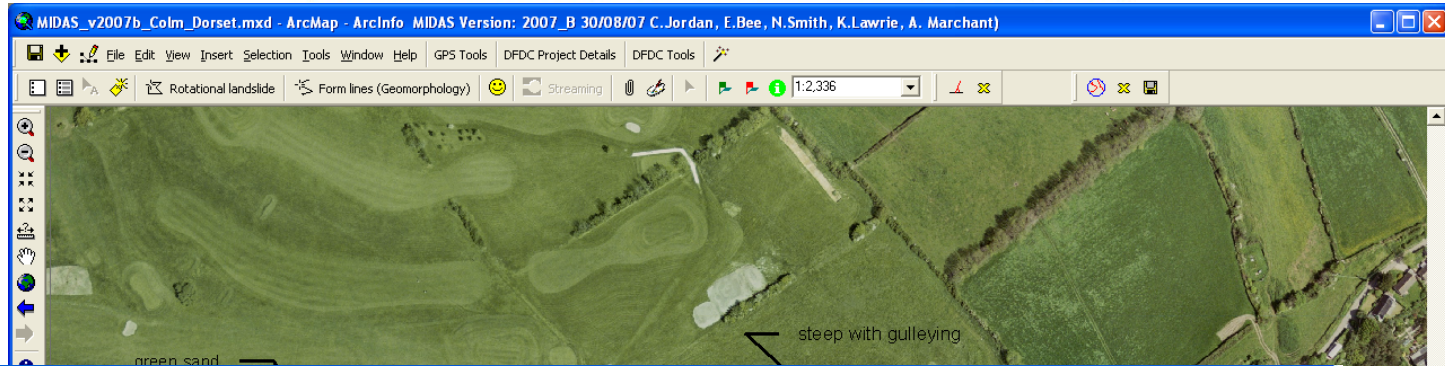 MIDAS_v2007b_Colm_Dorset.mxd - ArcMap - ArcInfo MIDAS Version: 2007_B 30/08/07 C.Jordan, E.Bee, N.Smith, K.Lawrie, A. Marchant)
File Edit View Insert Selection Tools Window Help GPS Tools DFDC Project Details DFDC Tools
A Rotational landslide Form lines (Geomorphology) Streaming 1:2,336
steep with gulleying
green sand